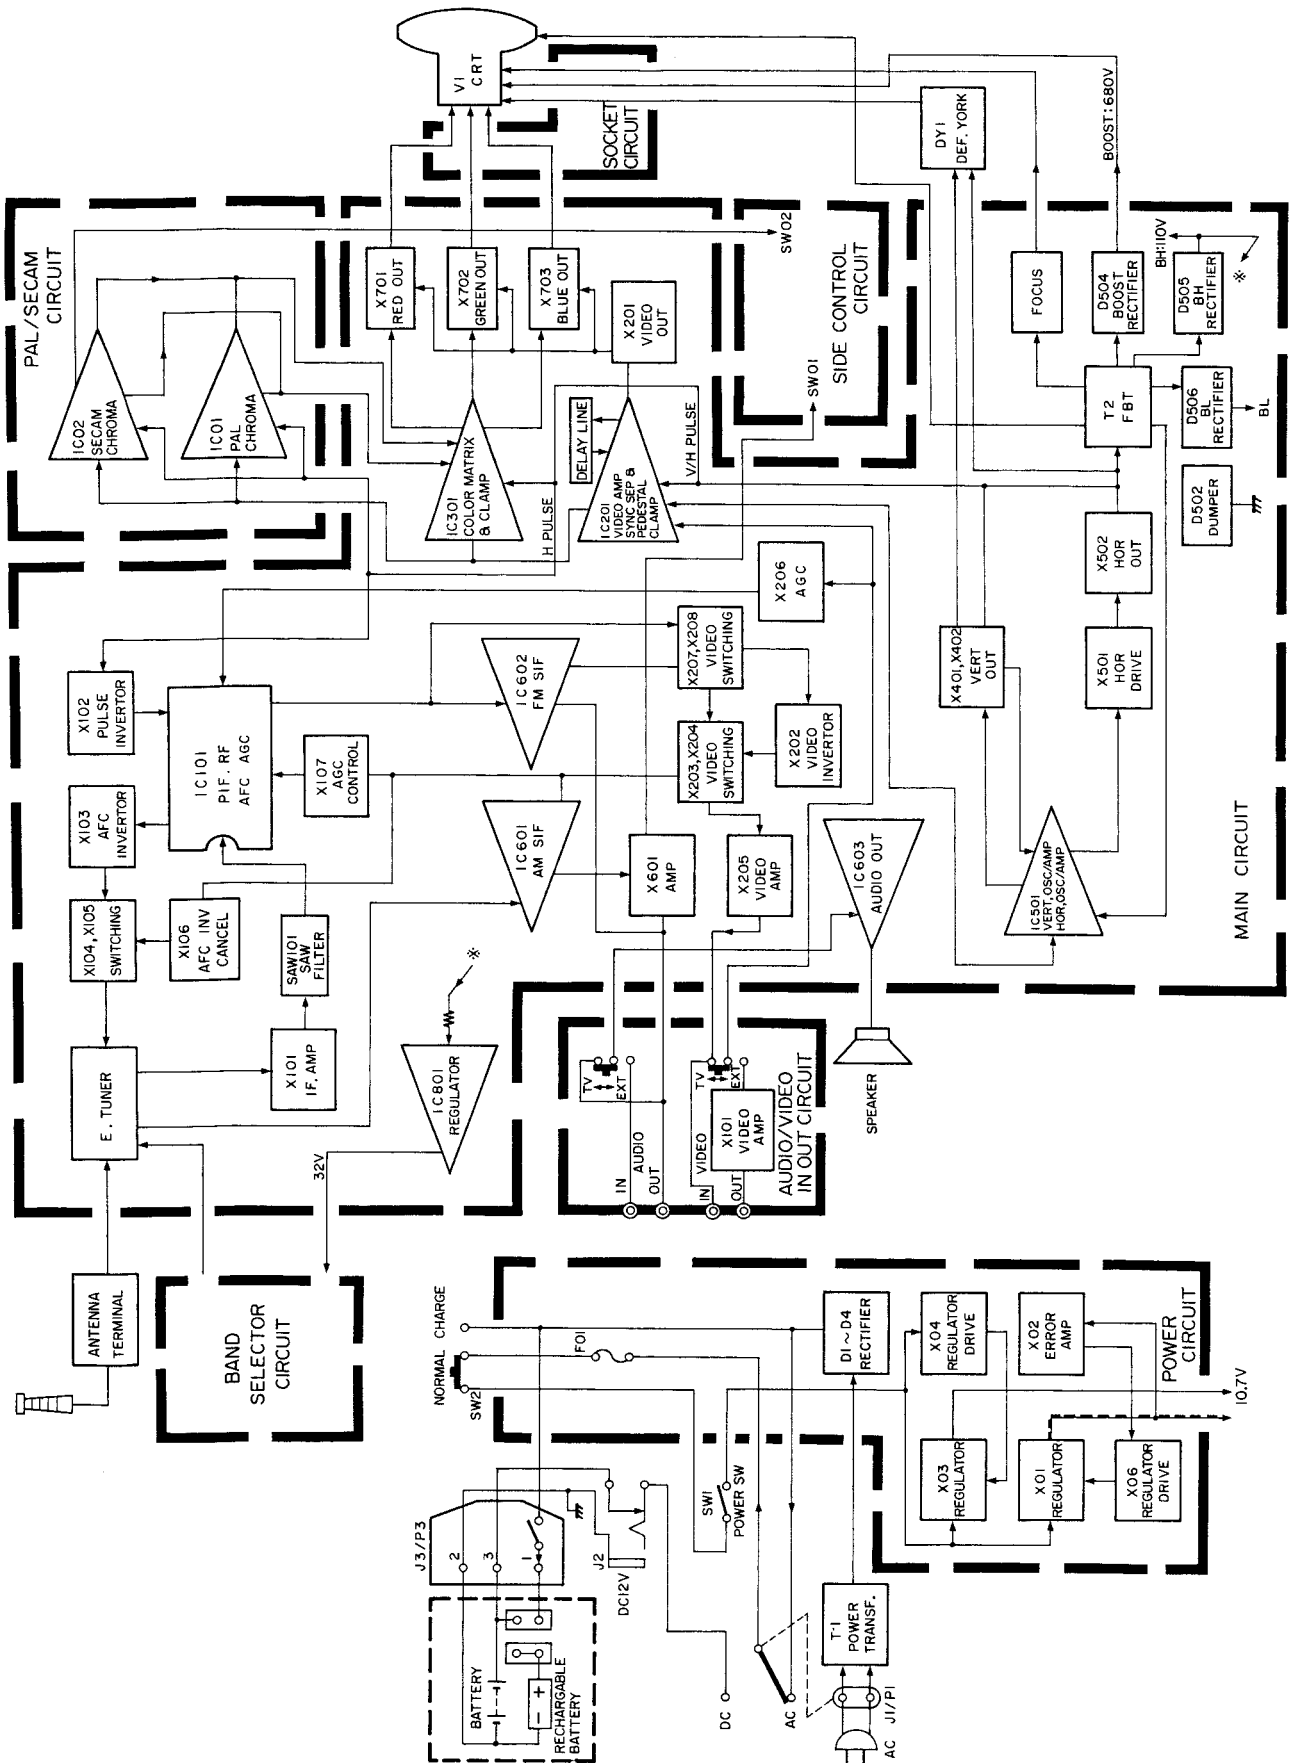 PAL/SECAM
CIRCUIT
IC02
SECAM
CHROMA
IC01
PAL
CHROMA
V1
CRT
SOCKET
CIRCUIT
X701
RED OUT
X702
GREEN OUT
X703
BLUE OUT
X201
VIDEO
OUT
IC301
COLOR MATRIX
& CLAMP
H PULSE
DELAY LINE
IC201
VIDEO AMP
SYNC SEP &
PEDESTAL
CLAMP
V/H PULSE
SW02
SW01
SIDE CONTROL
CIRCUIT
DY1
DEF. YORK
BOOST:680V
FOCUS
D504
BOOST
RECTIFIER
BH:110V
D505
BH
RECTIFIER
※
T2
FBT
D506
BL
RECTIFIER
BL
D502
DUMPER
X502
HOR
OUT
X501
HOR
DRIVE
X401,X402
VERT
OUT
IC501
VERT,OSC/AMP
HOR,OSC/AMP
MAIN CIRCUIT
X102
PULSE
INVERTOR
IC101
PIF. RF
AFC AGC
X103
AFC
INVERTOR
X107
AGC
CONTROL
X104,X105
SWITCHING
X106
AFC INV
CANCEL
SAW101
SAW
FILTER
E. TUNER
X101
IF. AMP
IC602
FM SIF
IC601
AM SIF
X206
AGC
X207,X208
VIDEO
SWITCHING
X203,X204
VIDEO
SWITCHING
X202
VIDEO
INVERTOR
X601
AMP
X205
VIDEO
AMP
IC603
AUDIO OUT
SPEAKER
※
IC801
REGULATOR
32V
TV
EXT
AUDIO
IN
OUT
TV
EXT
VIDEO
IN
OUT
X101
VIDEO
AMP
AUDIO/VIDEO
IN OUT CIRCUIT
ANTENNA
TERMINAL
BAND
SELECTOR
CIRCUIT
NORMAL
CHARGE
SW2
F01
D1~D4
RECTIFIER
X04
REGULATOR
DRIVE
X02
ERROR
AMP
POWER
CIRCUIT
X03
REGULATOR
X01
REGULATOR
X06
REGULATOR
DRIVE
10.7V
SW1
POWER SW
J3/P3
2
3
1
J2
DC12V
BATTERY
RECHARGABLE
BATTERY
DC
AC
T-1
POWER
TRANSF.
AC
J1/P1